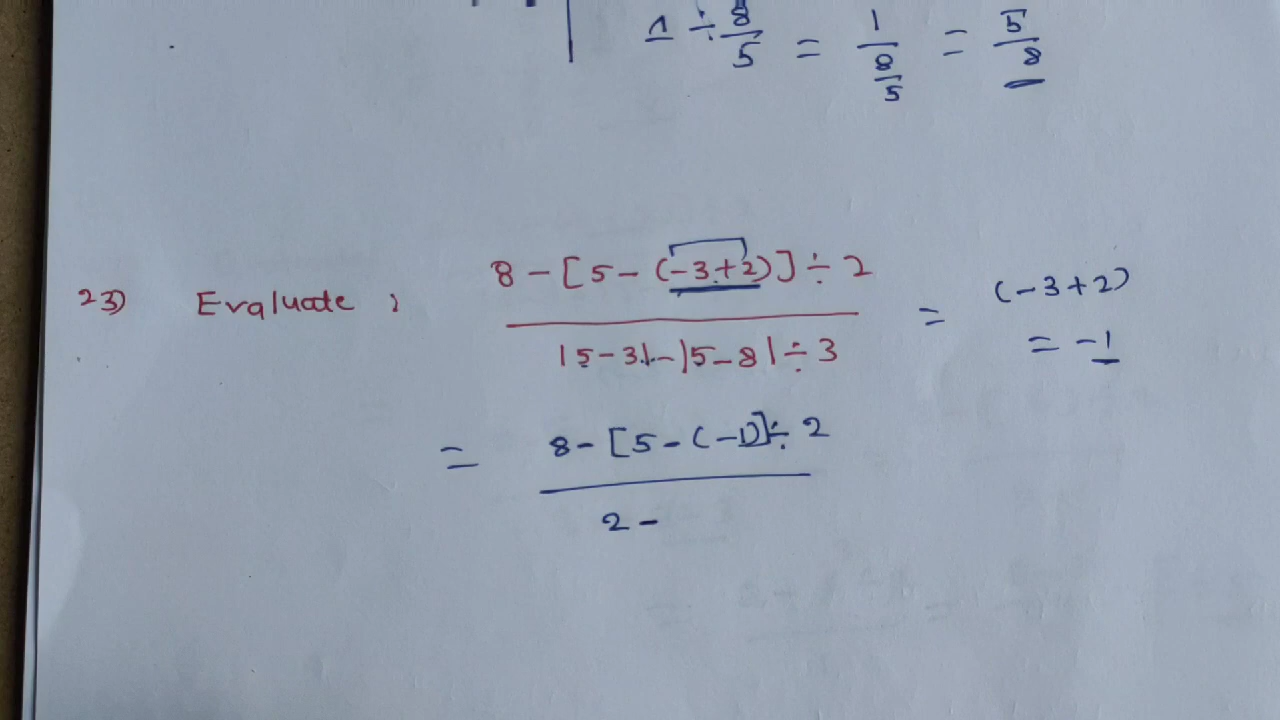 1 ÷ 8/5 = 1/(8/5) = 5/8
23) Evaluate : (8 - [5 - (-3+2)] ÷ 2) / (|5-3| - |5-8| ÷ 3) = (-3+2)
= -1
= (8 - [5 - (-1)] ÷ 2) / (2 -